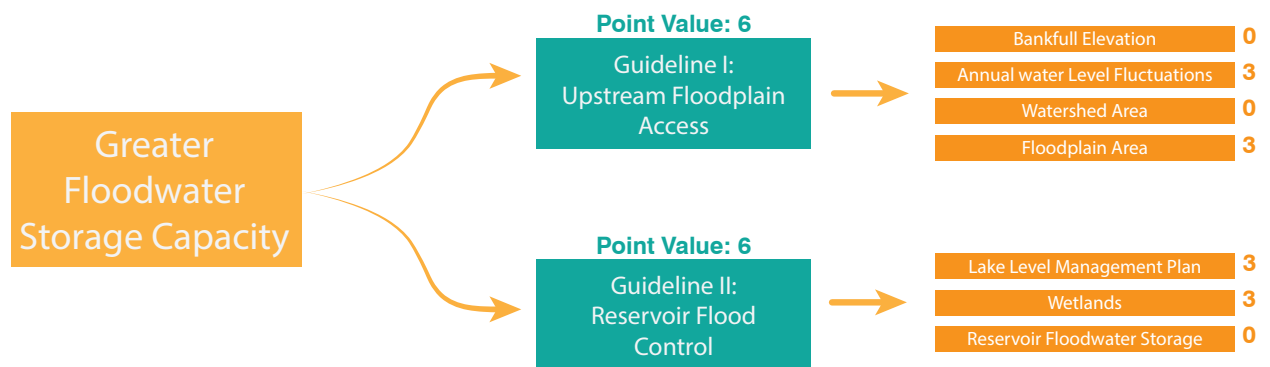 Greater
Floodwater
Storage Capacity
Point Value: 6
Guideline I:
Upstream Floodplain
Access
Bankfull Elevation 0
Annual water Level Fluctuations 3
Watershed Area 0
Floodplain Area 3
Point Value: 6
Guideline II:
Reservoir Flood
Control
Lake Level Management Plan 3
Wetlands 3
Reservoir Floodwater Storage 0